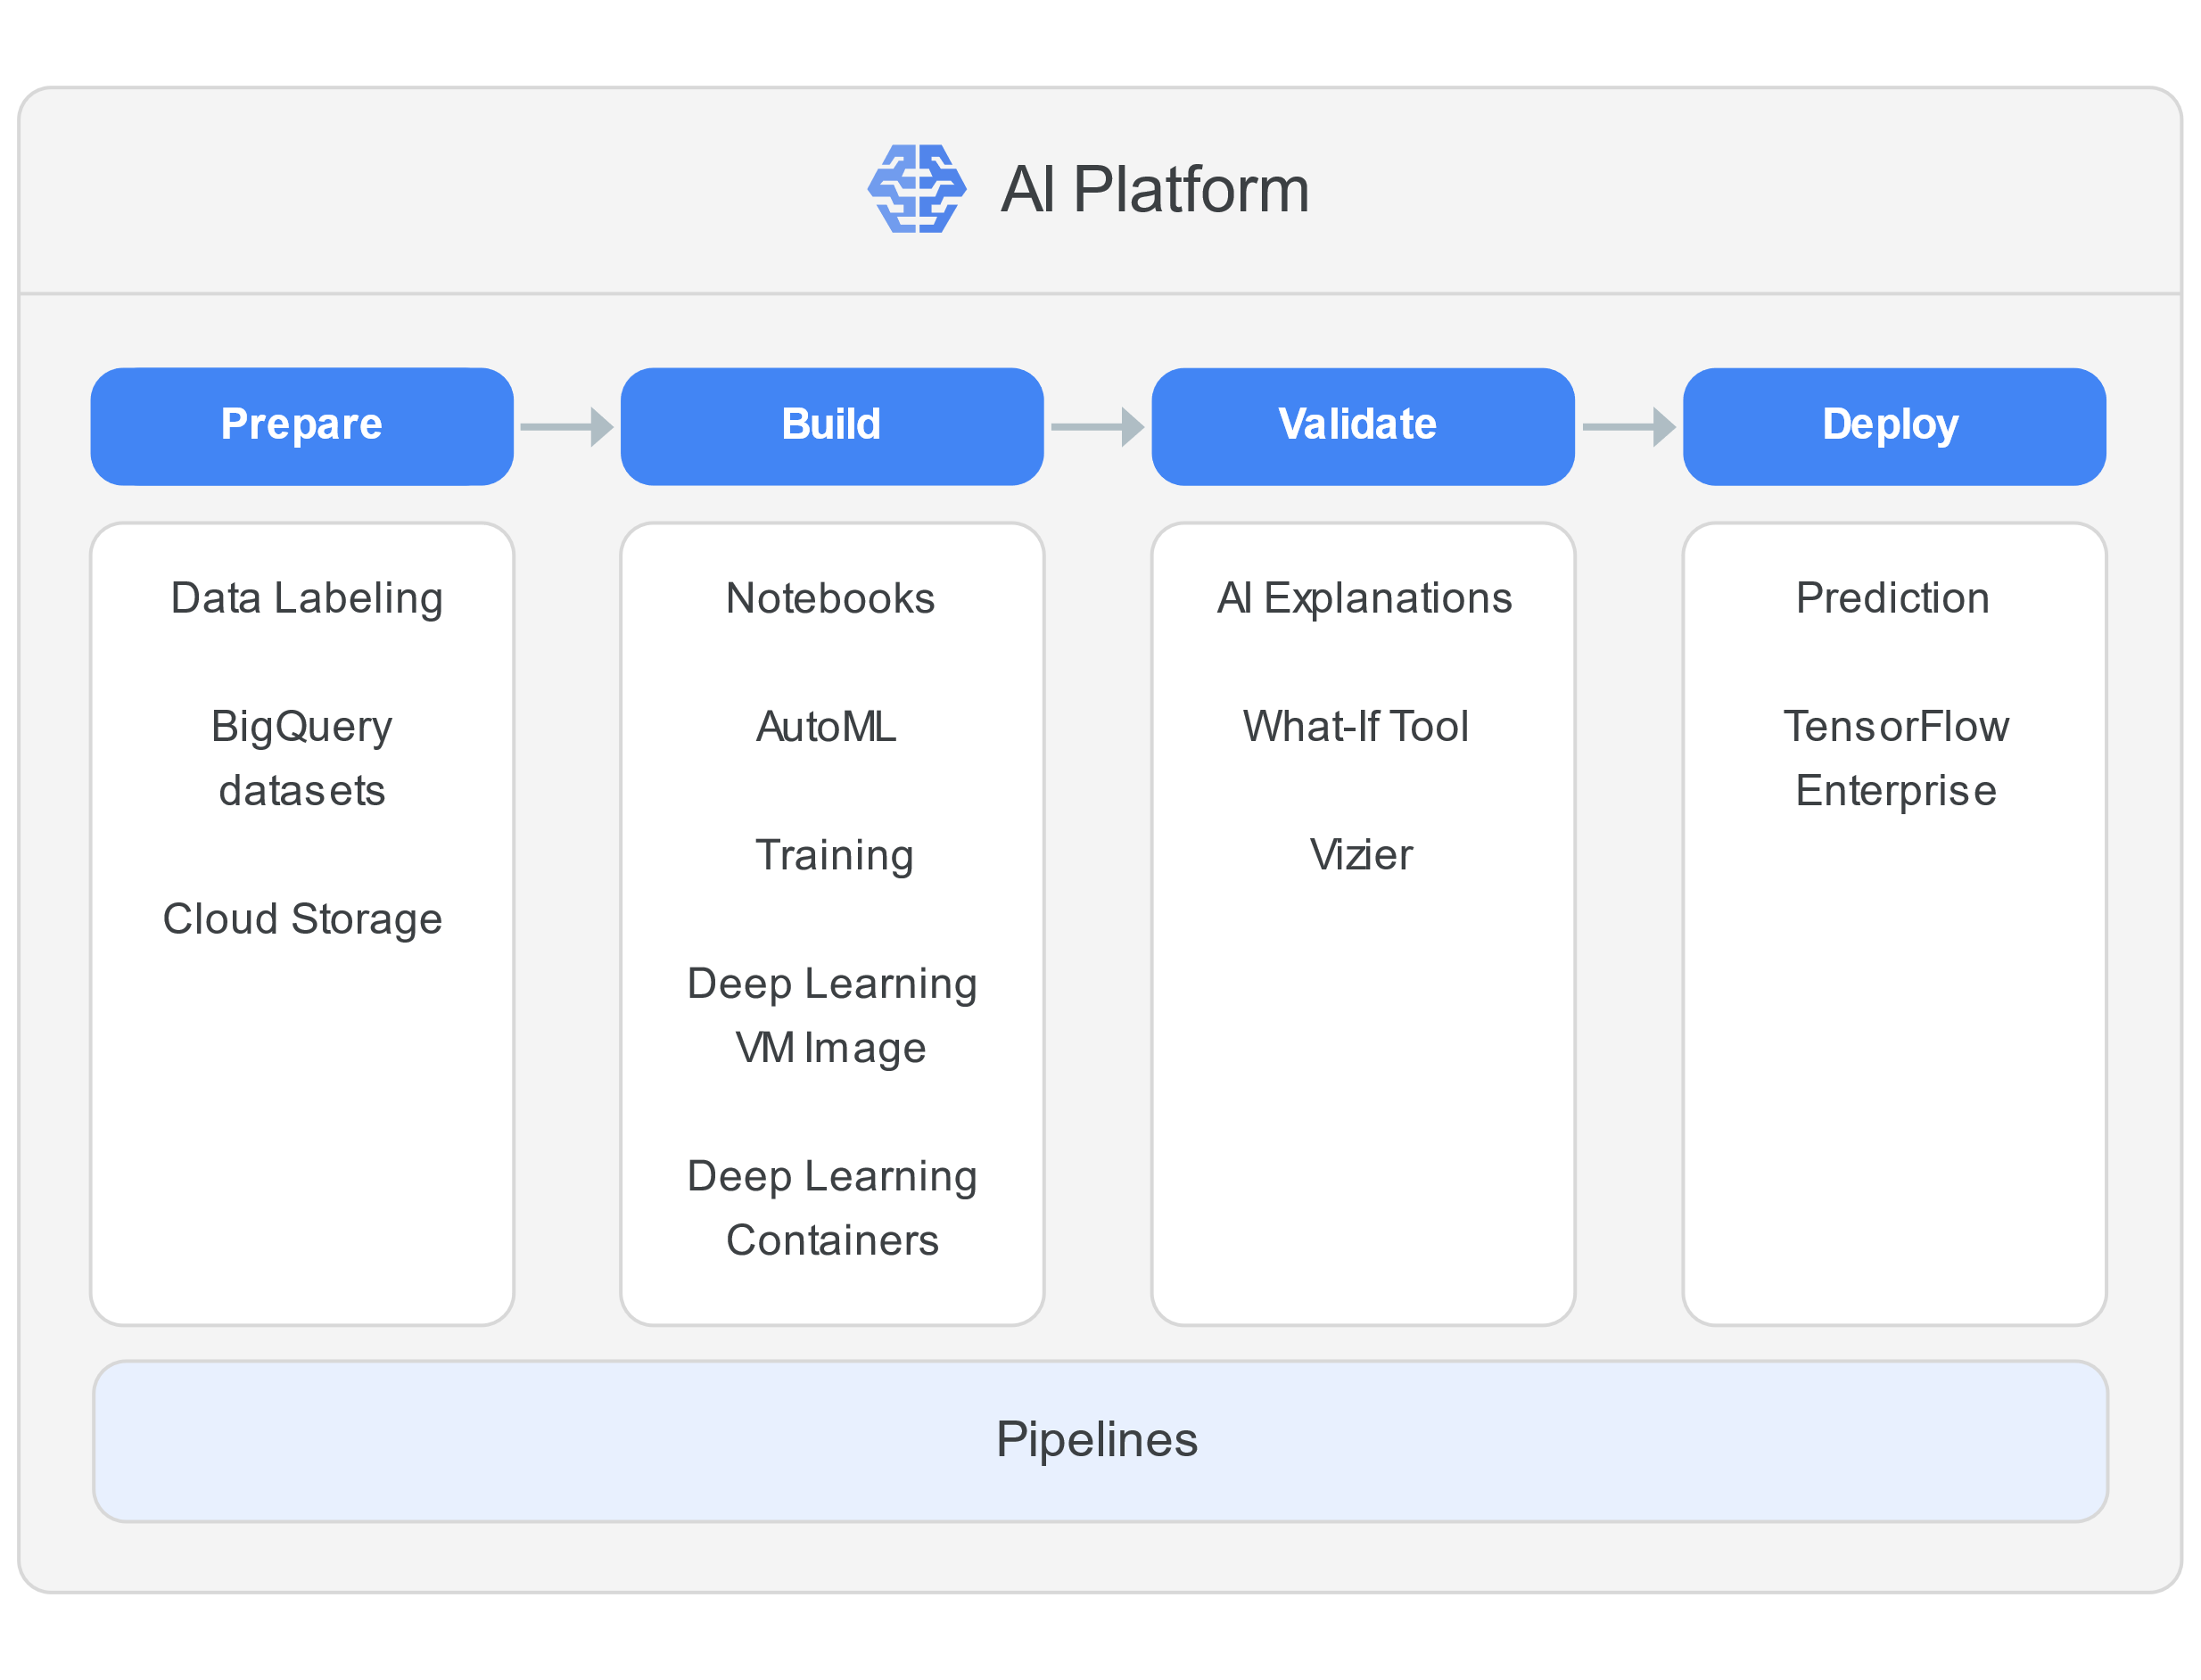 AI Platform
Prepare
Build
Validate
Deploy
Data Labeling
BigQuery
datasets
Cloud Storage
Notebooks
AutoML
Training
Deep Learning
VM Image
Deep Learning
Containers
AI Explanations
What-If Tool
Vizier
Prediction
TensorFlow
Enterprise
Pipelines